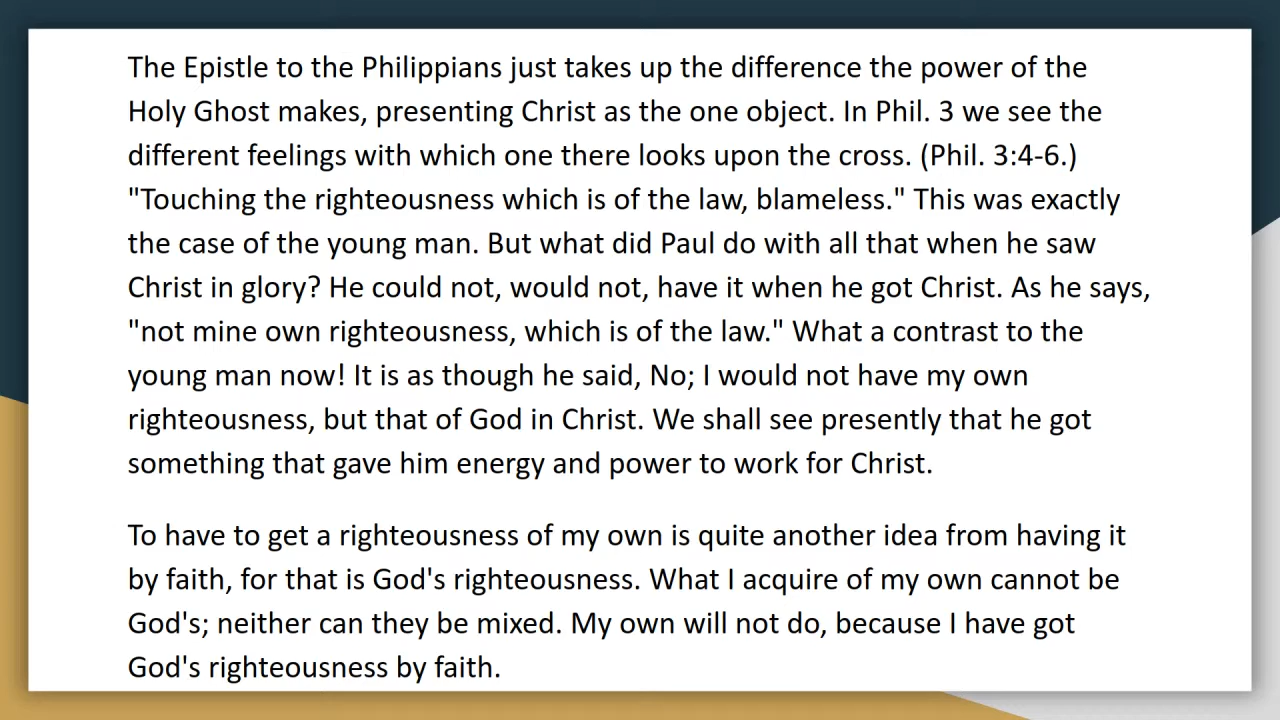 The Epistle to the Philippians just takes up the difference the power of the
Holy Ghost makes, presenting Christ as the one object. In Phil. 3 we see the
different feelings with which one there looks upon the cross. (Phil. 3:4-6.)
"Touching the righteousness which is of the law, blameless." This was exactly
the case of the young man. But what did Paul do with all that when he saw
Christ in glory? He could not, would not, have it when he got Christ. As he says,
"not mine own righteousness, which is of the law." What a contrast to the
young man now! It is as though he said, No; I would not have my own
righteousness, but that of God in Christ. We shall see presently that he got
something that gave him energy and power to work for Christ.
To have to get a righteousness of my own is quite another idea from having it
by faith, for that is God's righteousness. What I acquire of my own cannot be
God's; neither can they be mixed. My own will not do, because I have got
God's righteousness by faith.